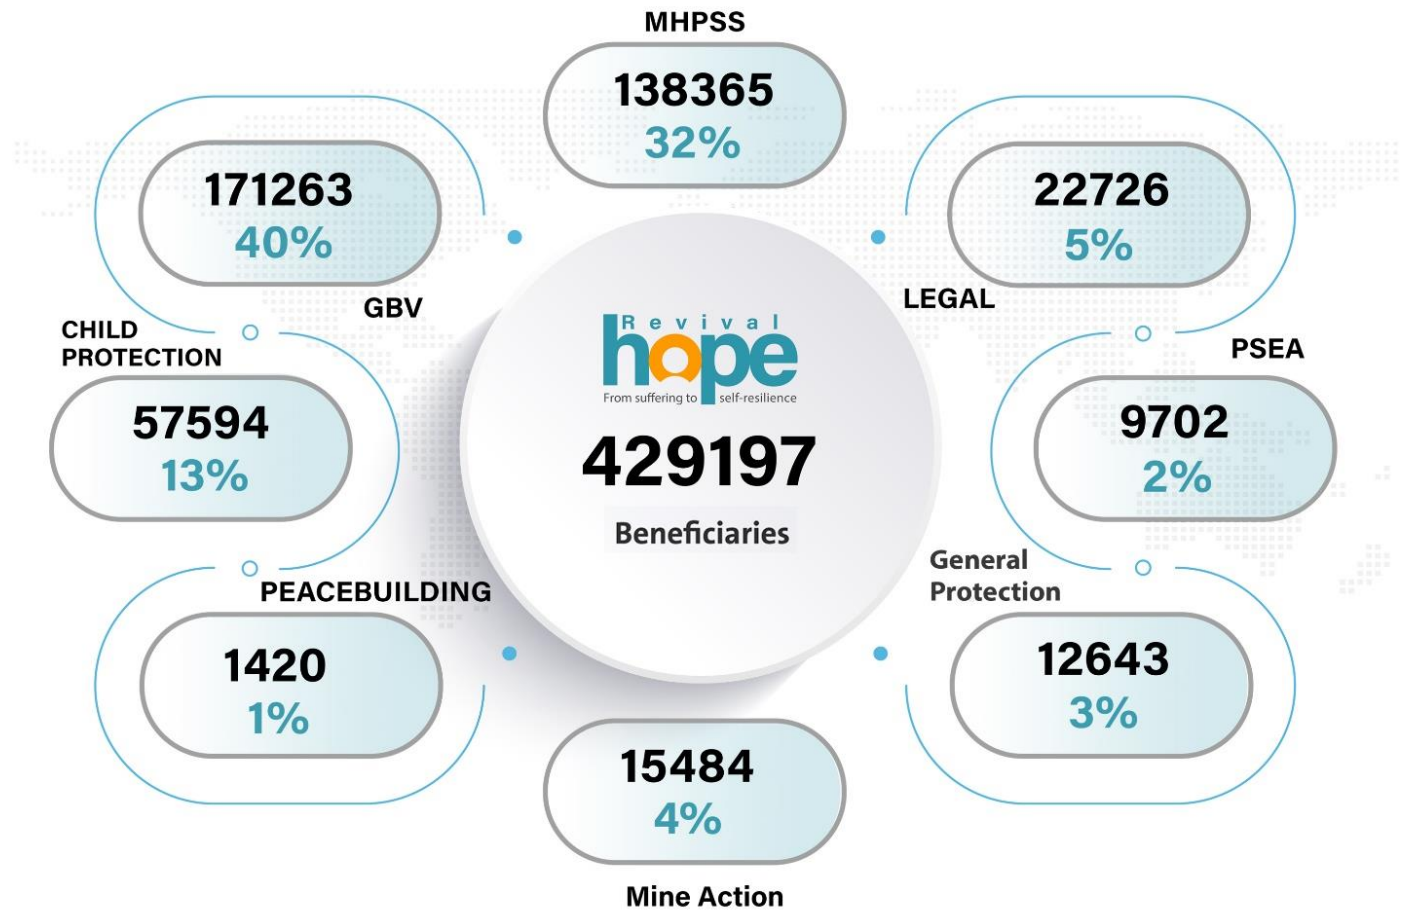 MHPSS
138365
32%
171263
40%
GBV
22726
5%
LEGAL
CHILD
PROTECTION
57594
13%
Revival
hope
From suffering to self-resilience
429197
Beneficiaries
PSEA
9702
2%
PEACEBUILDING
1420
1%
General
Protection
12643
3%
15484
4%
Mine Action